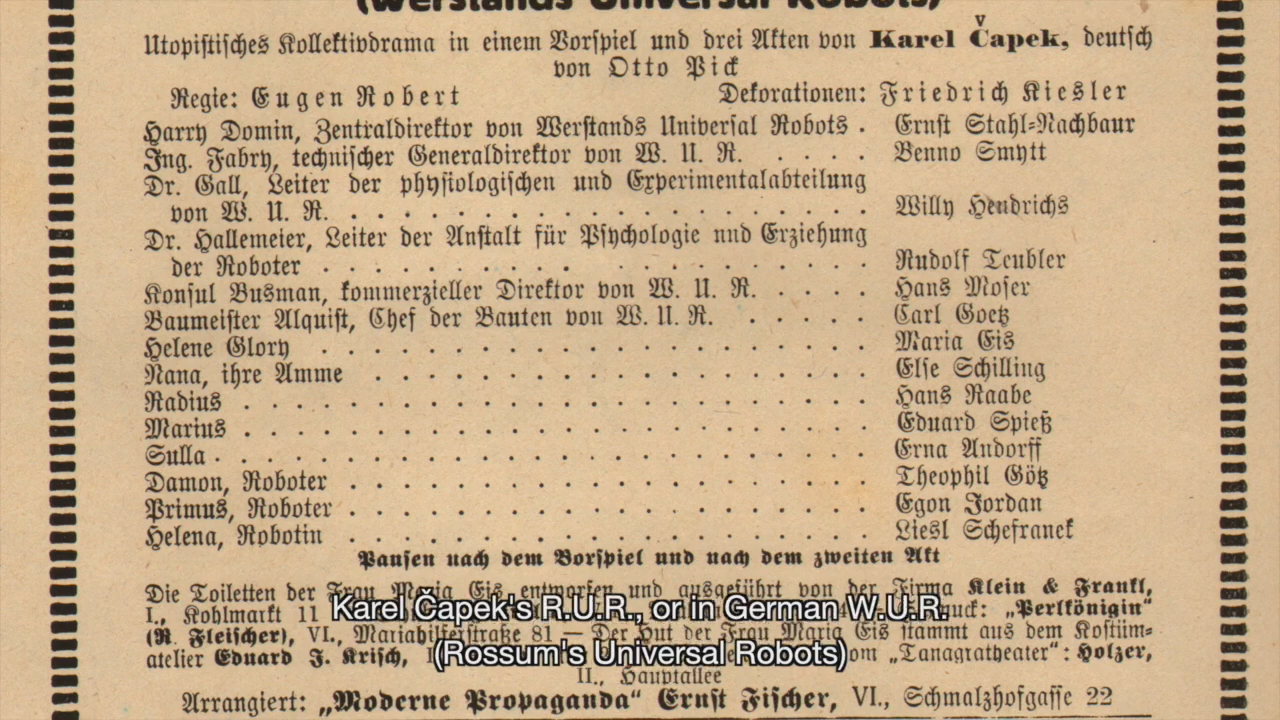 (Werstands Universal Robots)
Utopistisches Kollektivdrama in einem Vorspiel und drei Akten von Karel Čapek, deutsch
von Otto Pick
Regie: Eugen Robert Dekorationen: Friedrich Kiesler
Harry Domin, Zentraldirektor von Werstands Universal Robots . Ernst Stahl-Nachbaur
Ing. Fabry, technischer Generaldirektor von W. U. R. . . . . Benno Smytt
Dr. Gall, Leiter der physiologischen und Experimentalabteilung
von W. U. R. . . . . . . . . . . . . . . . . . . . . Willy Hendrichs
Dr. Hallemeier, Leiter der Anstalt für Psychologie und Erziehung
der Roboter . . . . . . . . . . . . . . . . . . . . . Rudolf Teubler
Konsul Busman, kommerzieller Direktor von W. U. R. . . . . Hans Moser
Baumeister Alquist, Chef der Bauten von W. U. R. . . . . . Carl Goetz
Helene Glory . . . . . . . . . . . . . . . . . . . . . Maria Eis
Nana, ihre Amme . . . . . . . . . . . . . . . . . . . Else Schilling
Radius . . . . . . . . . . . . . . . . . . . . . . . . Hans Raabe
Marius . . . . . . . . . . . . . . . . . . . . . . . . Eduard Spieß
Sulla . . . . . . . . . . . . . . . . . . . . . . . . . Erna Andorff
Damon, Roboter . . . . . . . . . . . . . . . . . . . . Theophil Götz
Primus, Roboter . . . . . . . . . . . . . . . . . . . . Egon Jordan
Helena, Robotin . . . . . . . . . . . . . . . . . . . . Liesl Schefranek
Pausen nach dem Vorspiel und nach dem zweiten Akt
Die Toiletten der Frau Maria Eis entworfen und ausgeführt von der Firma Klein & Frankl,
I., Kohlmarkt 11 "Perlkönigin"
(R. Fleischer), VI., Mariahilferstraße 81 — Der Hut der Frau Maria Eis stammt aus dem Kostüm-
atelier Eduard J. Krisch, "Tanagratheater": Holzer,
II., Hauptallee
Arrangiert: "Moderne Propaganda" Ernst Fischer, VI., Schmalzhofgasse 22
Karel Čapek's R.U.R., or in German W.U.R.
(Rossum's Universal Robots)